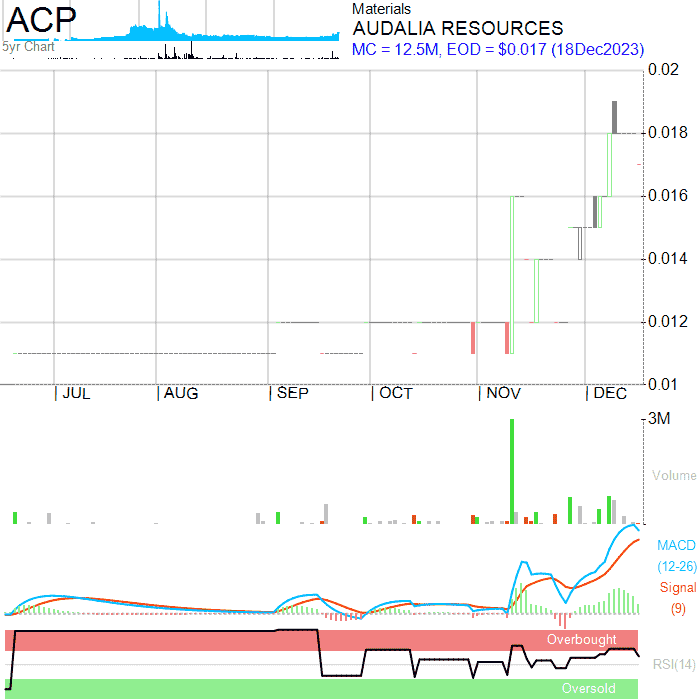 ACP
5yr Chart
Materials
AUDALIA RESOURCES
MC = 12.5M, EOD = $0.017 (18Dec2023)
0.02
0.018
0.016
0.014
0.012
0.01
JUL AUG SEP OCT NOV DEC
3M
Volume
MACD
(12-26)
Signal
(9)
Overbought
RSI(14)
Oversold